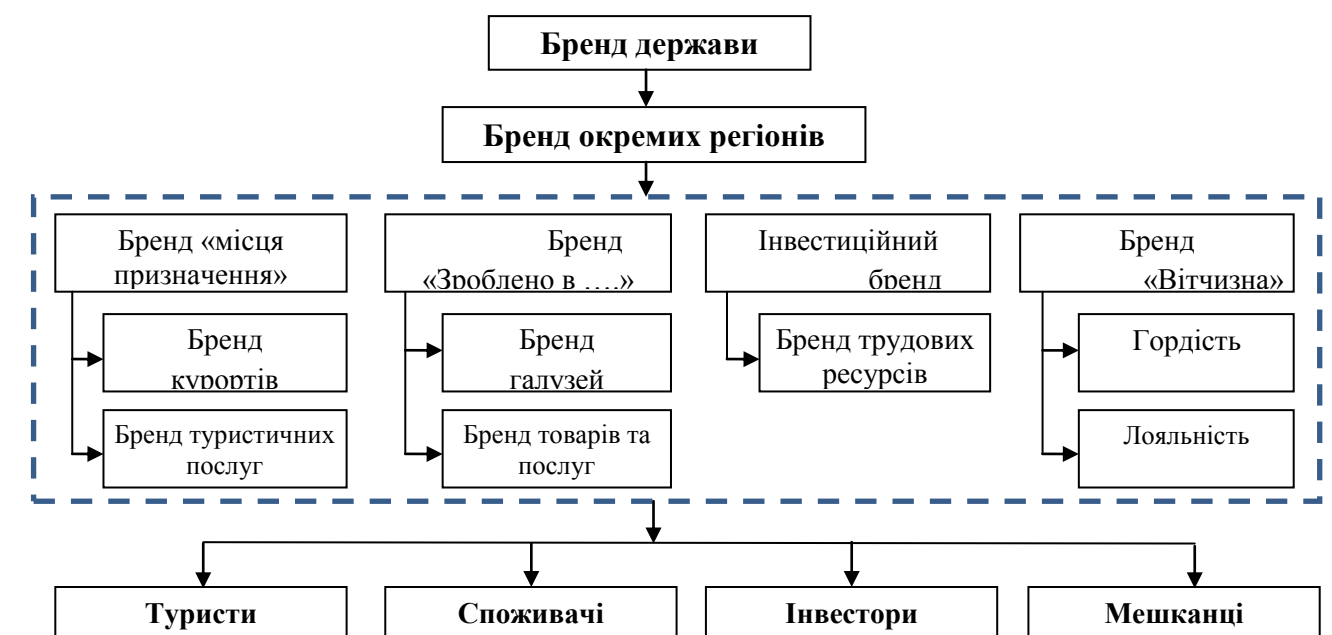 Бренд держави
Бренд окремих регіонів
Бренд «місця
призначення»
Бренд
«Зроблено в ….»
Інвестиційний
бренд
Бренд
«Вітчизна»
Бренд
курортів
Бренд
галузей
Бренд трудових
ресурсів
Гордість
Бренд туристичних
послуг
Бренд товарів та
послуг
Лояльність
Туристи
Споживачі
Інвестори
Мешканці